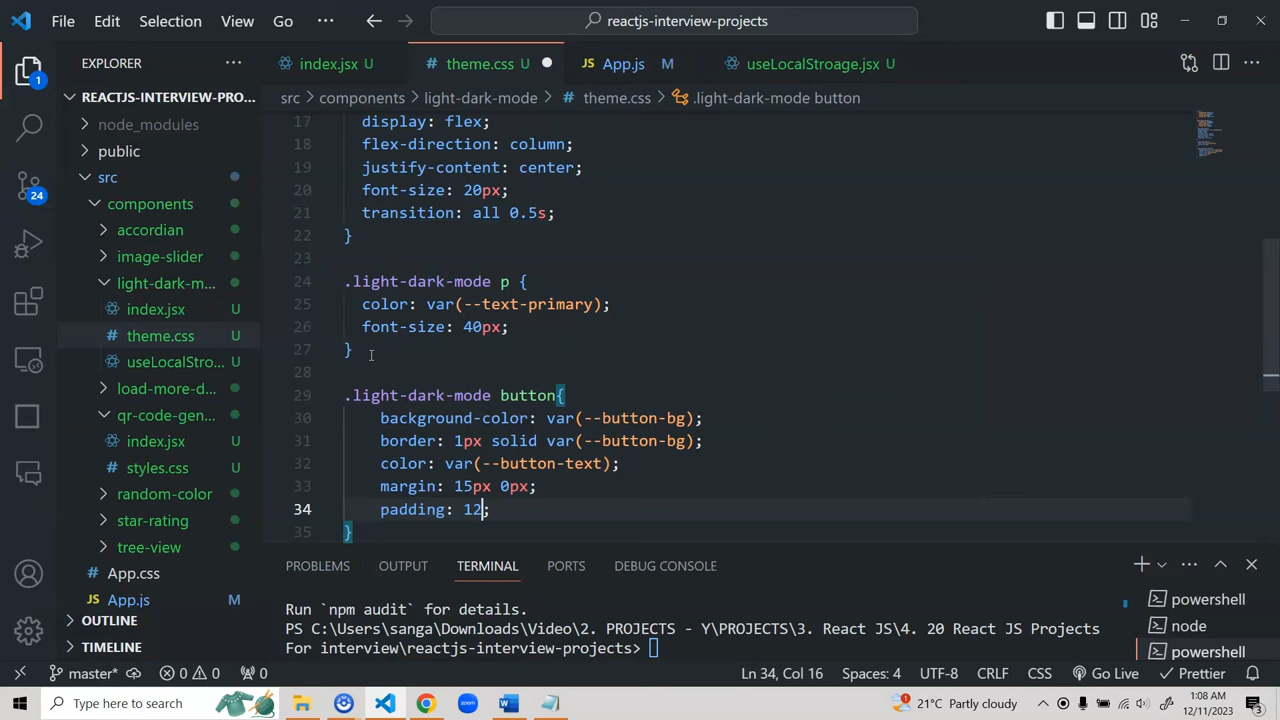 File Edit Selection View Go ··· reactjs-interview-projects
EXPLORER ···
index.jsx U
# theme.css U
JS App.js M
useLocalStroage.jsx U
src > components > light-dark-mode > # theme.css > .light-dark-mode button
REACTJS-INTERVIEW-PRO...
node_modules
public
src
components
accordian
image-slider
light-dark-m...
index.jsx U
# theme.css U
useLocalStro... U
load-more-d...
qr-code-gen...
index.jsx U
# styles.css U
random-color
star-rating
tree-view
# App.css
JS App.js M
OUTLINE
TIMELINE
1
24
17 display: flex;
18 flex-direction: column;
19 justify-content: center;
20 font-size: 20px;
21 transition: all 0.5s;
22 }
23
24 .light-dark-mode p {
25 color: var(--text-primary);
26 font-size: 40px;
27 }
28
29 .light-dark-mode button{
30 background-color: var(--button-bg);
31 border: 1px solid var(--button-bg);
32 color: var(--button-text);
33 margin: 15px 0px;
34 padding: 12;
35 }
PROBLEMS OUTPUT TERMINAL PORTS DEBUG CONSOLE
Run `npm audit` for details.
PS C:\Users\sanga\Downloads\Video\2. PROJECTS - Y\PROJECTS\3. React JS\4. 20 React JS Projects
For interview\reactjs-interview-projects>
powershell
node
powershell
master* 0 0 0 Ln 34, Col 16 Spaces: 4 UTF-8 CRLF CSS Go Live Prettier
Type here to search 1 21°C Partly cloudy 1:08 AM
12/11/2023 3